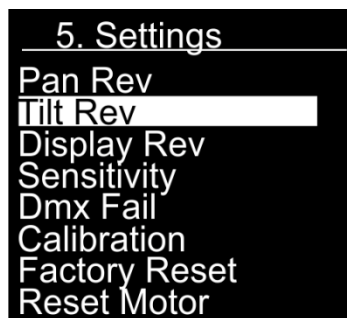 5. Settings
Pan Rev
Tilt Rev
Display Rev
Sensitivity
Dmx Fail
Calibration
Factory Reset
Reset Motor